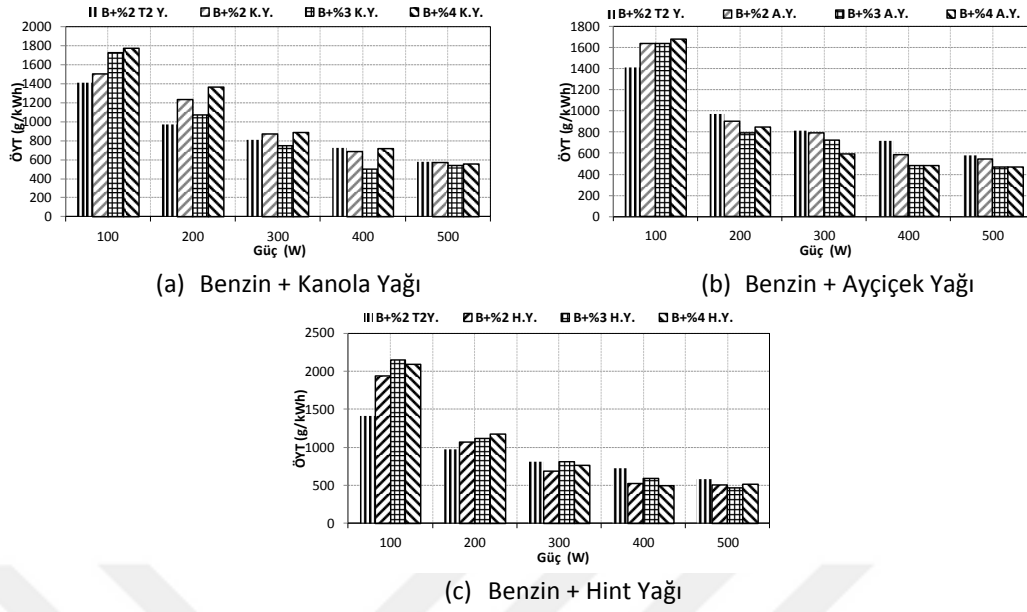 B+%2 T2 Y. B+%2 K.Y. B+%3 K.Y. B+%4 K.Y.
ÖYT (g/kWh)
2000
1800
1600
1400
1200
1000
800
600
400
200
0
100 200 300 400 500
Güç (W)
(a) Benzin + Kanola Yağı
B+%2 T2 Y. B+%2 A.Y. B+%3 A.Y. B+%4 A.Y.
ÖYT (g/kWh)
1800
1600
1400
1200
1000
800
600
400
200
0
100 200 300 400 500
Güç (W)
(b) Benzin + Ayçiçek Yağı
B+%2 T2Y. B+%2 H.Y. B+%3 H.Y. B+%4 H.Y.
ÖYT (g/kWh)
2500
2000
1500
1000
500
0
100 200 300 400 500
Güç (W)
(c) Benzin + Hint Yağı